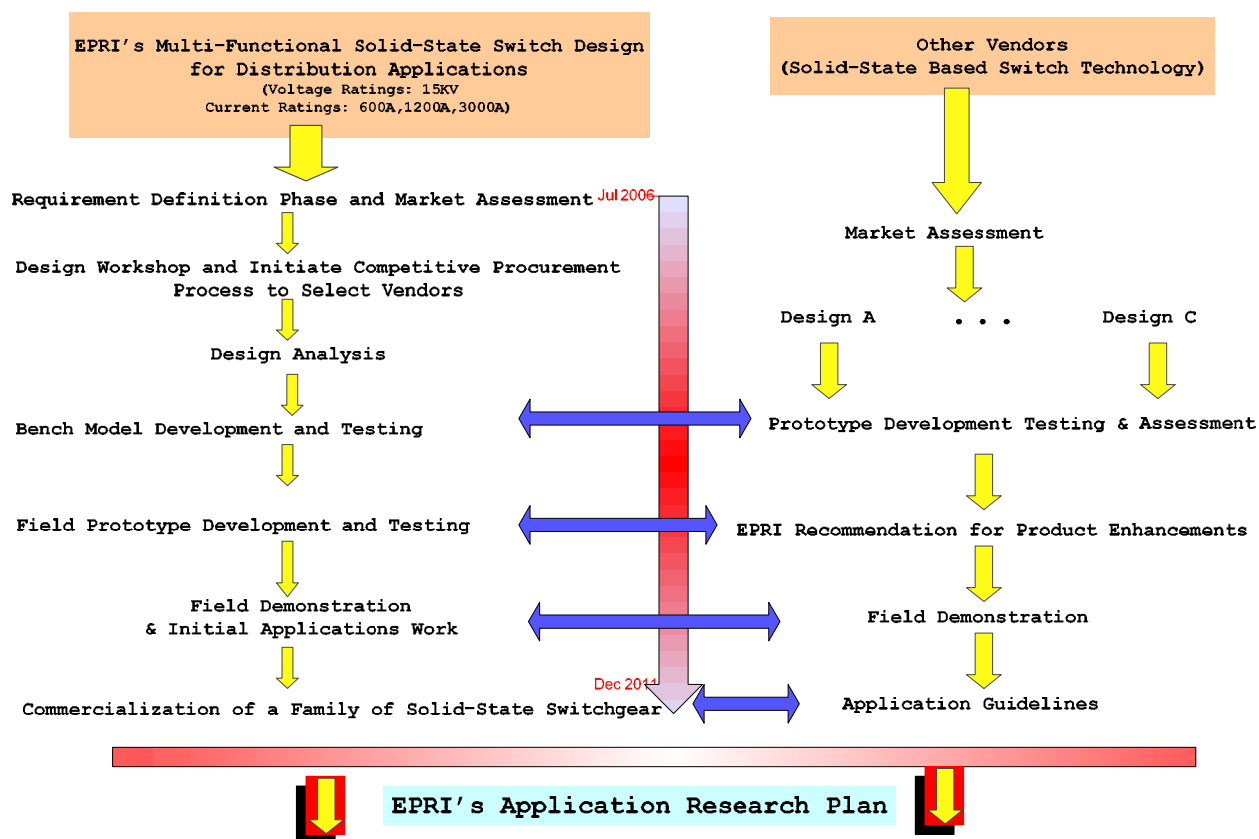 EPRI's Multi-Functional Solid-State Switch Design
for Distribution Applications
(Voltage Ratings: 15KV
Current Ratings: 600A,1200A,3000A)
Other Vendors
(Solid-State Based Switch Technology)
Requirement Definition Phase and Market Assessment
Jul 2006
Market Assessment
Design Workshop and Initiate Competitive Procurement
Process to Select Vendors
Design A
. . .
Design C
Design Analysis
Bench Model Development and Testing
Prototype Development Testing & Assessment
Field Prototype Development and Testing
EPRI Recommendation for Product Enhancements
Field Demonstration
& Initial Applications Work
Field Demonstration
Dec 2011
Commercialization of a Family of Solid-State Switchgear
Application Guidelines
EPRI's Application Research Plan